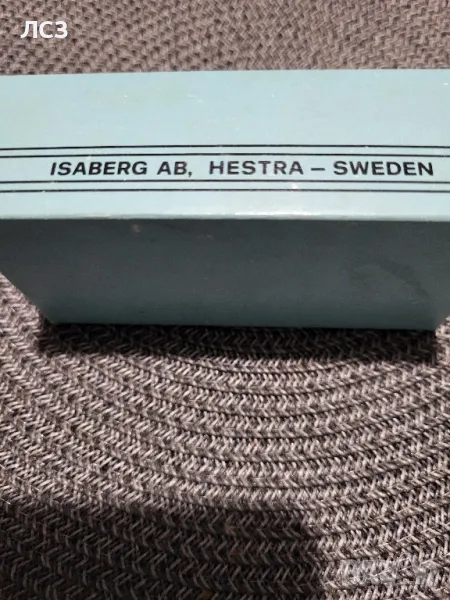 ЛСЗ
ISABERG AB, HESTRA – SWEDEN